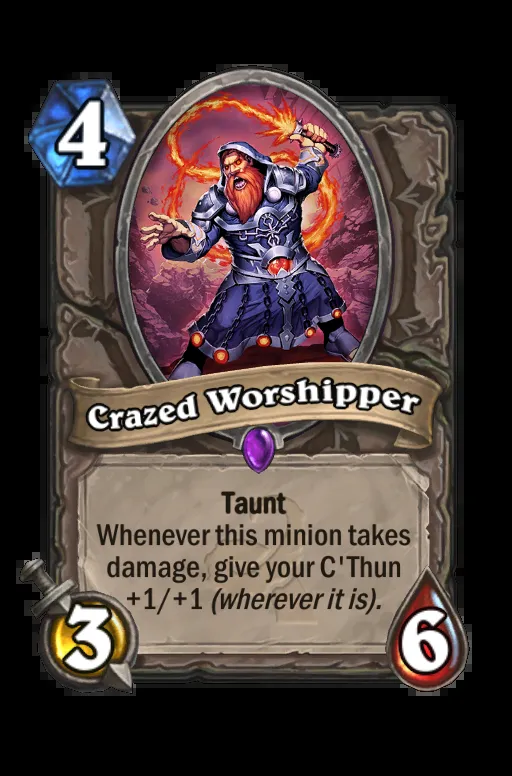 4
Crazed Worshipper
Taunt
Whenever this minion takes
damage, give your C'Thun
+1/+1 (wherever it is).
3
6